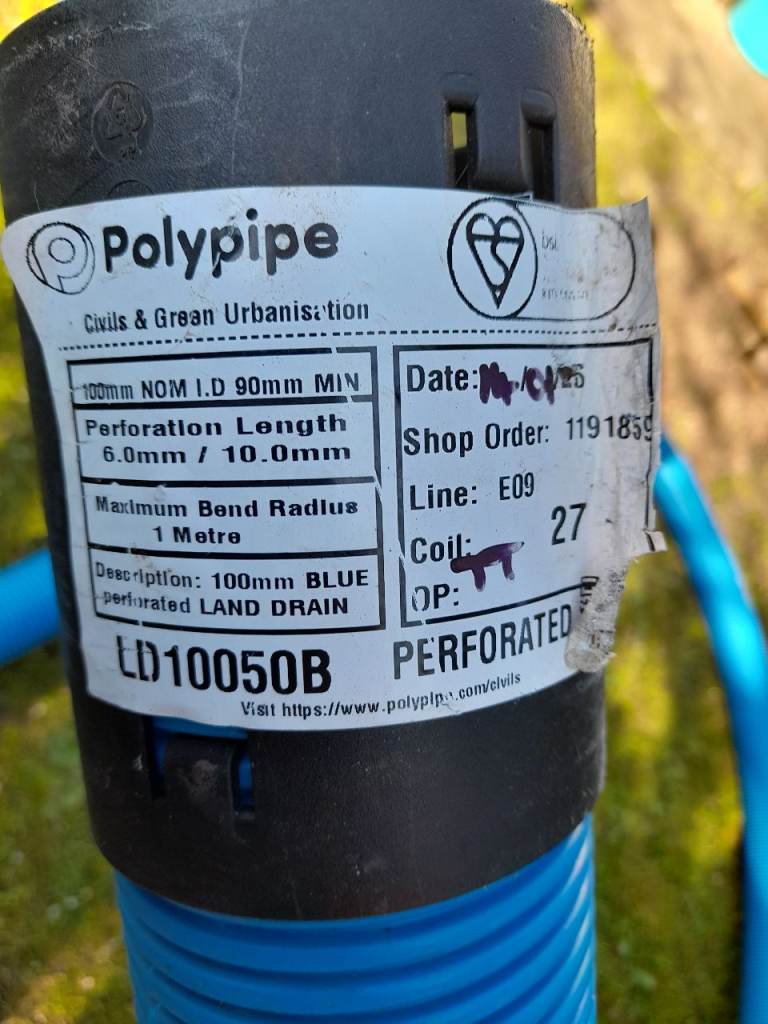 Polypipe
Civils & Green Urbanisation
bsi.
100mm NOM I.D 90mm MIN
Perforation Length
6.0mm / 10.0mm
Maximum Bend Radius
1 Metre
Description: 100mm BLUE
perforated LAND DRAIN
Date: /25
Shop Order: 1191859
Line: E09
Coil: 27
OP:
LD10050B PERFORATED
Visit https://www.polypipe.com/civils